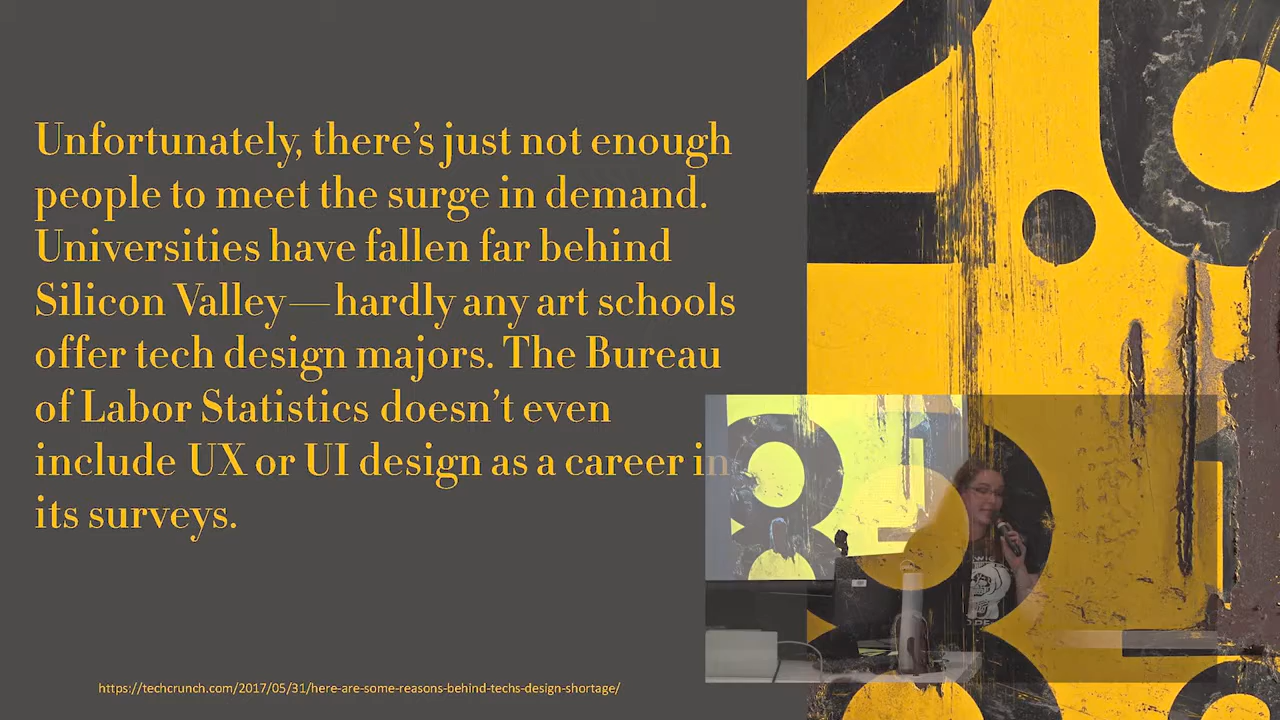 Unfortunately, there’s just not enough
people to meet the surge in demand.
Universities have fallen far behind
Silicon Valley—hardly any art schools
offer tech design majors. The Bureau
of Labor Statistics doesn’t even
include UX or UI design as a career in
its surveys.
https://techcrunch.com/2017/05/31/here-are-some-reasons-behind-techs-design-shortage/